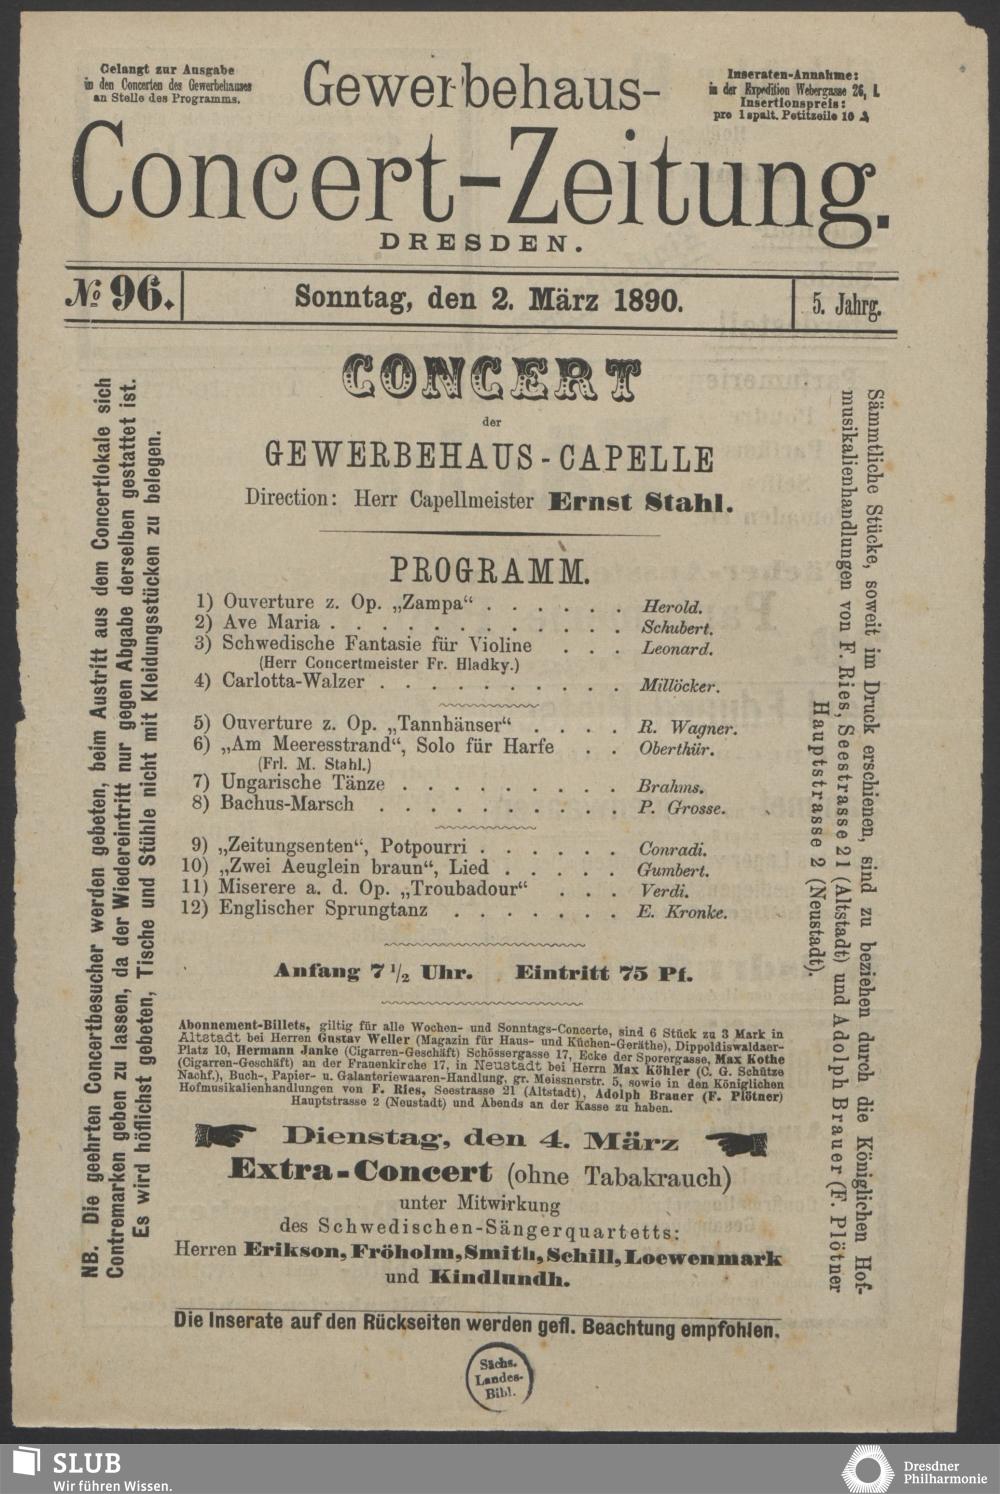 Gelangt zur Ausgabe
in den Concerten des Gewerbehauses
an Stelle des Programms.
Gewerbehaus-
Inseraten-Annahme:
in der Expedition Webergasse 26, I.
Insertionspreis:
pro 1 spalt. Petitzeile 10 ₰
Concert-Zeitung.
DRESDEN.
№ 96.
Sonntag, den 2. März 1890.
5. Jahrg.
CONCERT
der
GEWERBEHAUS-CAPELLE
Direction: Herr Capellmeister Ernst Stahl.
PROGRAMM.
1) Ouverture z. Op. „Zampa“ . . . . . . Herold.
2) Ave Maria . . . . . . . . . . . . Schubert.
3) Schwedische Fantasie für Violine . . . Leonard.
(Herr Concertmeister Fr. Hladky.)
4) Carlotta-Walzer . . . . . . . . . . Millöcker.
5) Ouverture z. Op. „Tannhänser“ . . . . R. Wagner.
6) „Am Meeresstrand“, Solo für Harfe . . Oberthür.
(Frl. M. Stahl.)
7) Ungarische Tänze . . . . . . . . . Brahms.
8) Bachus-Marsch . . . . . . . . . . P. Grosse.
9) „Zeitungsenten“, Potpourri . . . . . . Conradi.
10) „Zwei Aeuglein braun“, Lied . . . . . Gumbert.
11) Miserere a. d. Op. „Troubadour“ . . . Verdi.
12) Englischer Sprungtanz . . . . . . . E. Kronke.
Anfang 7 1/2 Uhr. Eintritt 75 Pf.
Abonnement-Billets, giltig für alle Wochen- und Sonntags-Concerte, sind 6 Stück zu 3 Mark in
Altstadt bei Herren Gustav Weller (Magazin für Haus- und Küchen-Geräthe), Dippoldiswaldaer-
Platz 10, Hermann Janke (Cigarren-Geschäft) Schössergasse 17, Ecke der Sporergasse, Max Kothe
(Cigarren-Geschäft) an der Frauenkirche 17, in Neustadt bei Herrn Max Köhler (C. G. Schütze
Nachf.), Buch-, Papier- u. Galanteriewaaren-Handlung, gr. Meissnerstr. 5, sowie in den Königlichen
Hofmusikalienhandlungen von F. Ries, Seestrasse 21 (Altstadt), Adolph Brauer (F. Plötner)
Hauptstrasse 2 (Neustadt) und Abends an der Kasse zu haben.
Dienstag, den 4. März
Extra-Concert (ohne Tabakrauch)
unter Mitwirkung
des Schwedischen-Sängerquartetts:
Herren Erikson, Fröholm, Smith, Schill, Loewenmark
und Kindlundh.
Die Inserate auf den Rückseiten werden gefl. Beachtung empfohlen.
NB. Die geehrten Concertbesucher werden gebeten, beim Austritt aus dem Concertlokale sich
Contremarken geben zu lassen, da der Wiedereintritt nur gegen Abgabe derselben gestattet ist.
Es wird höflichst gebeten, Tische und Stühle nicht mit Kleidungsstücken zu belegen.
Sämmtliche Stücke, soweit im Druck erschienen, sind zu beziehen durch die Königlichen Hof-
musikalienhandlungen von F. Ries, Seestrasse 21 (Altstadt) und Adolph Brauer (F. Plötner
Hauptstrasse 2 (Neustadt).
Sächs.
Landes-
Bibl.
SLUB
Wir führen Wissen.
Dresdner
Philharmonie